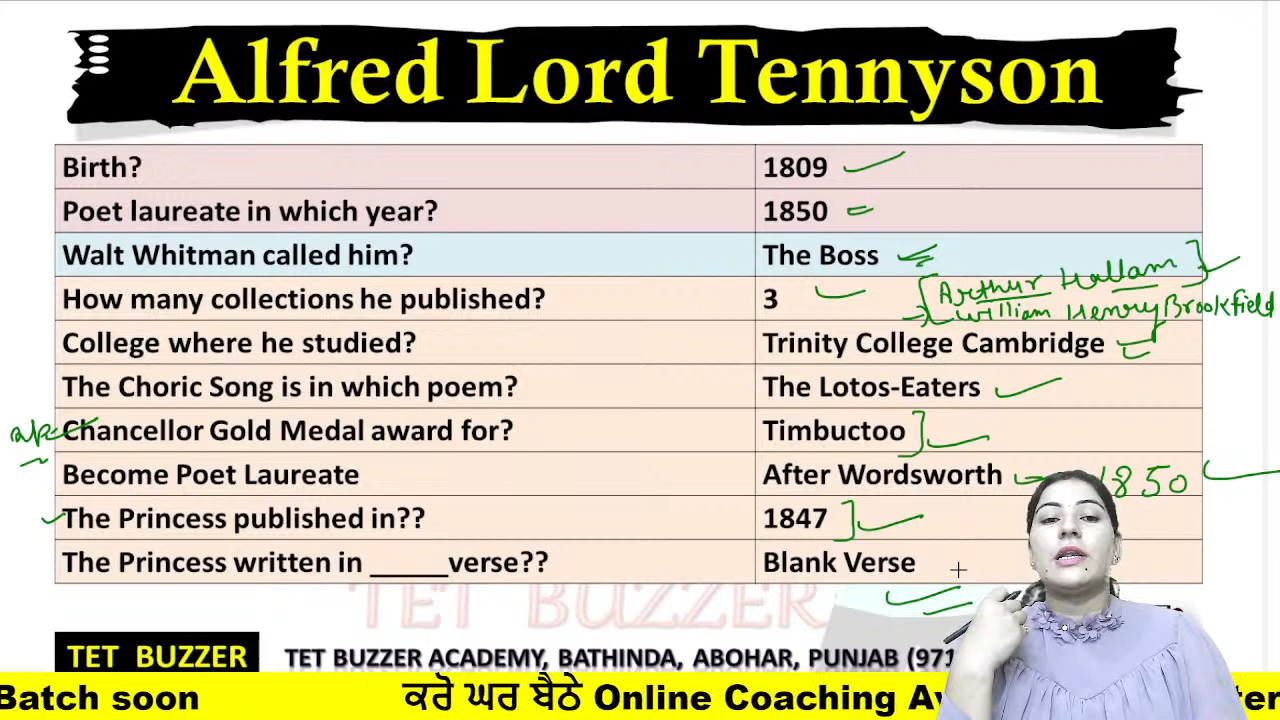 Alfred Lord Tennyson
Birth? 1809
Poet laureate in which year? 1850
Walt Whitman called him? The Boss
Arthur Hallam
How many collections he published? 3
William Henry Brookfield
College where he studied? Trinity College Cambridge
The Choric Song is in which poem? The Lotos-Eaters
Chancellor Gold Medal award for? Timbuctoo
Become Poet Laureate After Wordsworth 1850
The Princess published in?? 1847
The Princess written in _____verse?? Blank Verse
TET BUZZER
TET BUZZER TET BUZZER ACADEMY, BATHINDA, ABOHAR, PUNJAB (971
Batch soon ਕਰੋ ਘਰ ਬੈਠੇ Online Coaching